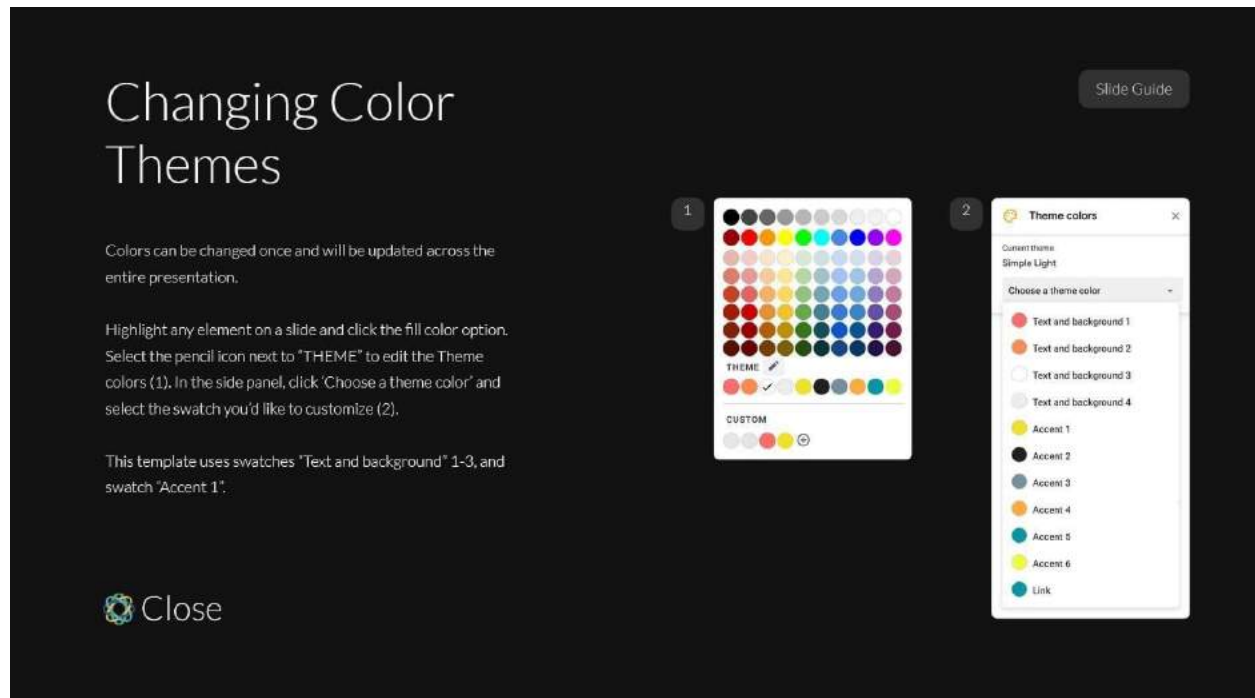 Changing Color
Themes
Slide Guide
Colors can be changed once and will be updated across the
entire presentation.
Highlight any element on a slide and click the fill color option.
Select the pencil icon next to "THEME" to edit the Theme
colors (1). In the side panel, click 'Choose a theme color' and
select the swatch you'd like to customize (2).
This template uses swatches "Text and background" 1-3, and
swatch "Accent 1".
Close
1
THEME
CUSTOM
2
Theme colors
Current theme
Simple Light
Choose a theme color
Text and background 1
Text and background 2
Text and background 3
Text and background 4
Accent 1
Accent 2
Accent 3
Accent 4
Accent 5
Accent 6
Link